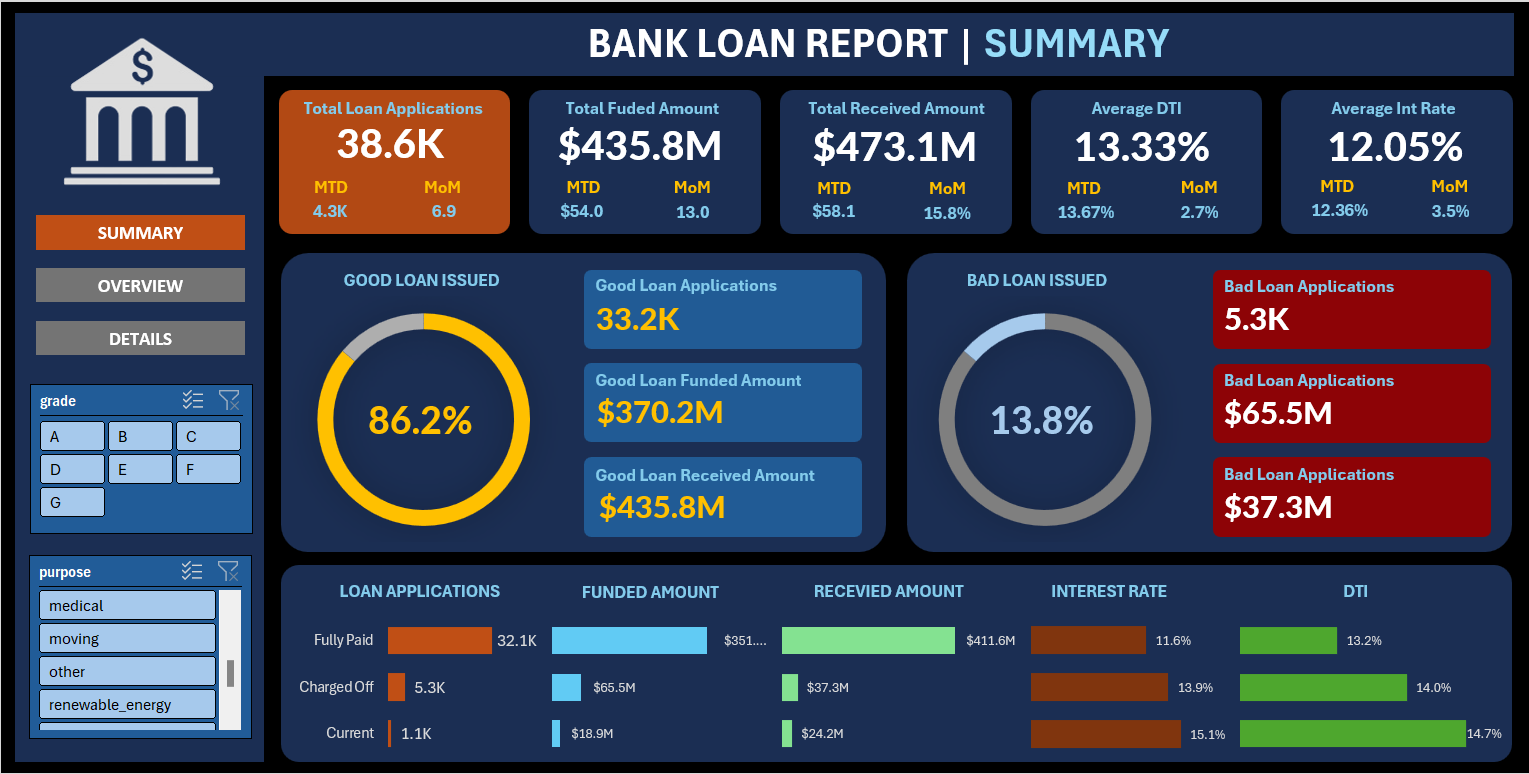 BANK LOAN REPORT | SUMMARY
$
SUMMARY
OVERVIEW
DETAILS
grade
A B C
D E F
G
purpose
medical
moving
other
renewable_energy
Total Loan Applications
38.6K
MTD MoM
4.3K 6.9
Total Fuded Amount
$435.8M
MTD MoM
$54.0 13.0
Total Received Amount
$473.1M
MTD MoM
$58.1 15.8%
Average DTI
13.33%
MTD MoM
13.67% 2.7%
Average Int Rate
12.05%
MTD MoM
12.36% 3.5%
GOOD LOAN ISSUED
86.2%
Good Loan Applications
33.2K
Good Loan Funded Amount
$370.2M
Good Loan Received Amount
$435.8M
BAD LOAN ISSUED
13.8%
Bad Loan Applications
5.3K
Bad Loan Applications
$65.5M
Bad Loan Applications
$37.3M
LOAN APPLICATIONS FUNDED AMOUNT RECEVIED AMOUNT INTEREST RATE DTI
Fully Paid 32.1K $351.... $411.6M 11.6% 13.2%
Charged Off 5.3K $65.5M $37.3M 13.9% 14.0%
Current 1.1K $18.9M $24.2M 15.1% 14.7%